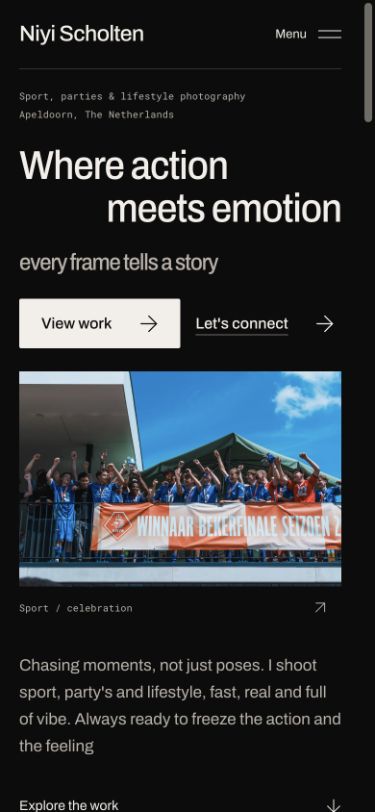 Niyi Scholten
Menu
Sport, parties & lifestyle photography
Apeldoorn, The Netherlands
Where action
meets emotion
every frame tells a story
View work
Let's connect
WINNAAR BEKERFINALE SEIZOEN 2
Sport / celebration
Chasing moments, not just poses. I shoot
sport, party's and lifestyle, fast, real and full
of vibe. Always ready to freeze the action and
the feeling
Explore the work